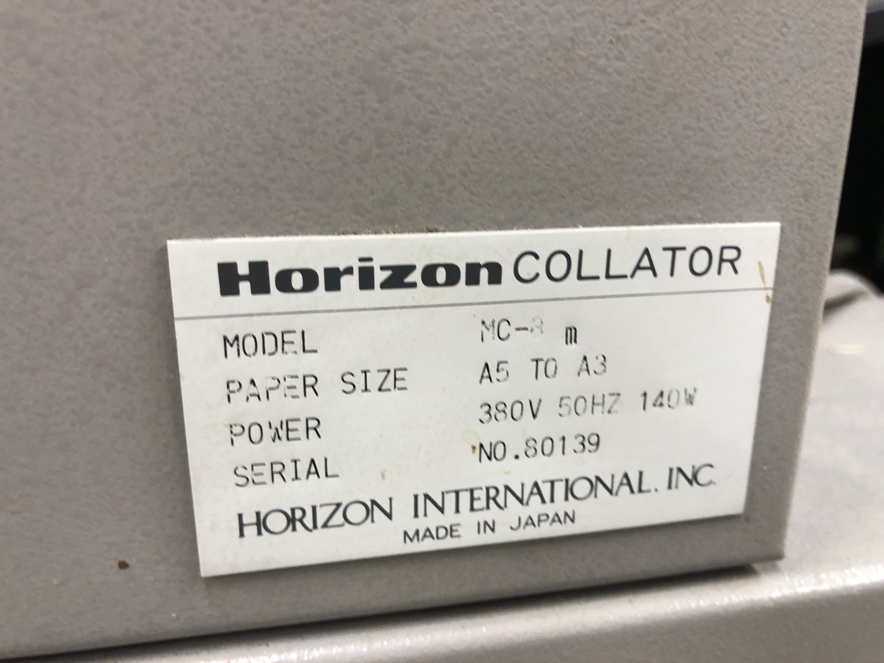 Horizon COLLATOR
MODEL MC-8 m
PAPER SIZE A5 TO A3
POWER 380V 50HZ 140W
SERIAL NO.80139
HORIZON INTERNATIONAL. INC.
MADE IN JAPAN